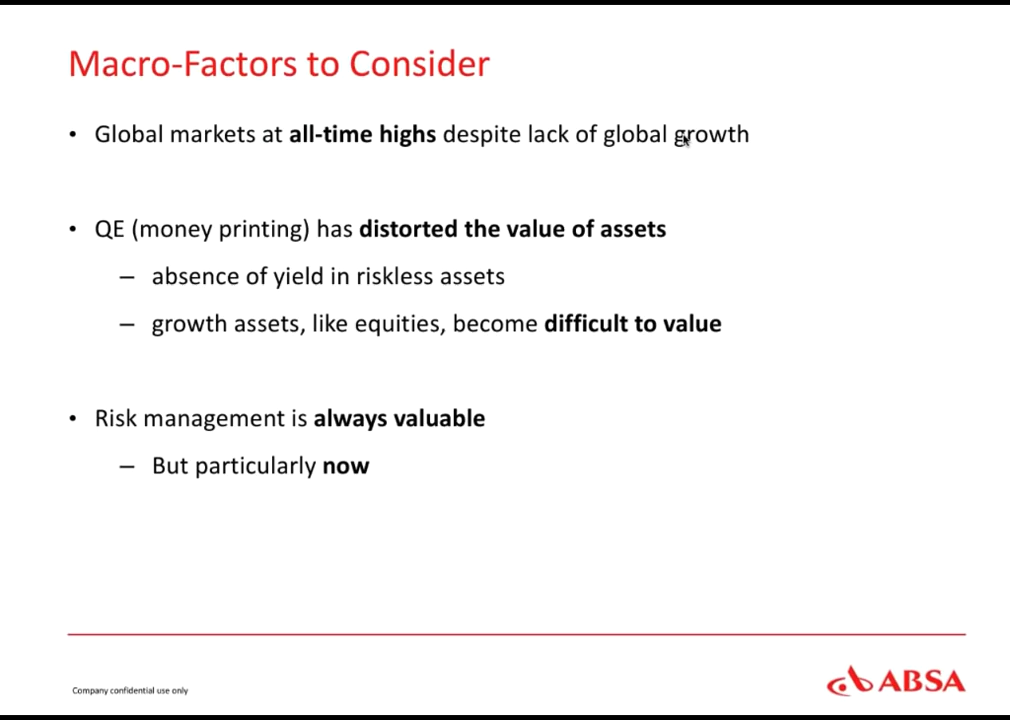 Macro-Factors to Consider
• Global markets at all-time highs despite lack of global growth
• QE (money printing) has distorted the value of assets
– absence of yield in riskless assets
– growth assets, like equities, become difficult to value
• Risk management is always valuable
– But particularly now
Company confidential use only
ABSA